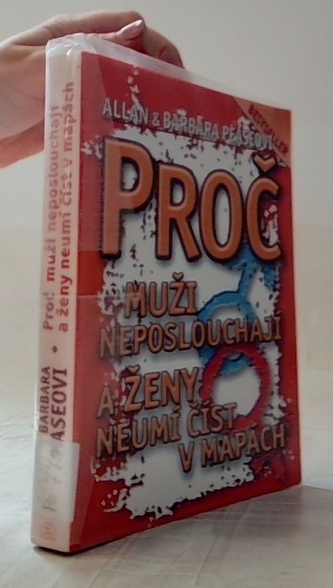 ALLAN & BARBARA PEASEOVI
BESTSELLER
PROČ
MUŽI
NEPOSLOUCHAJÍ
A ŽENY
NEUMÍ ČÍST
V MAPÁCH
BARBARA
PEASEOVI • Proč muži neposlouchají
a ženy neumí číst v mapách